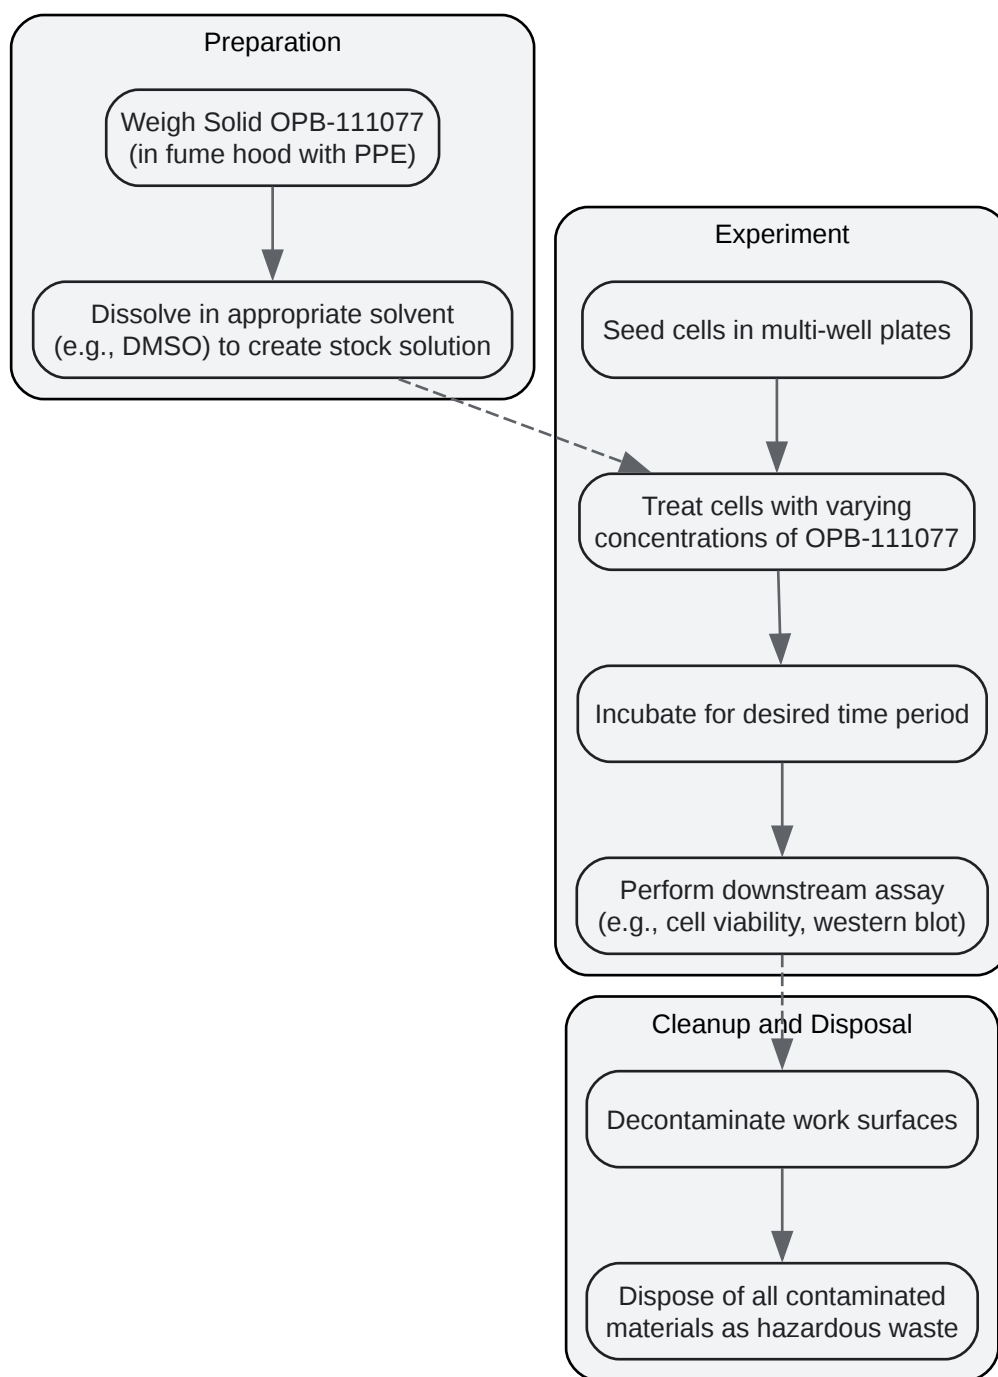 Preparation
Weigh Solid OPB-111077
(in fume hood with PPE)
Dissolve in appropriate solvent
(e.g., DMSO) to create stock solution
Experiment
Seed cells in multi-well plates
Treat cells with varying
concentrations of OPB-111077
Incubate for desired time period
Perform downstream assay
(e.g., cell viability, western blot)
Cleanup and Disposal
Decontaminate work surfaces
Dispose of all contaminated
materials as hazardous waste